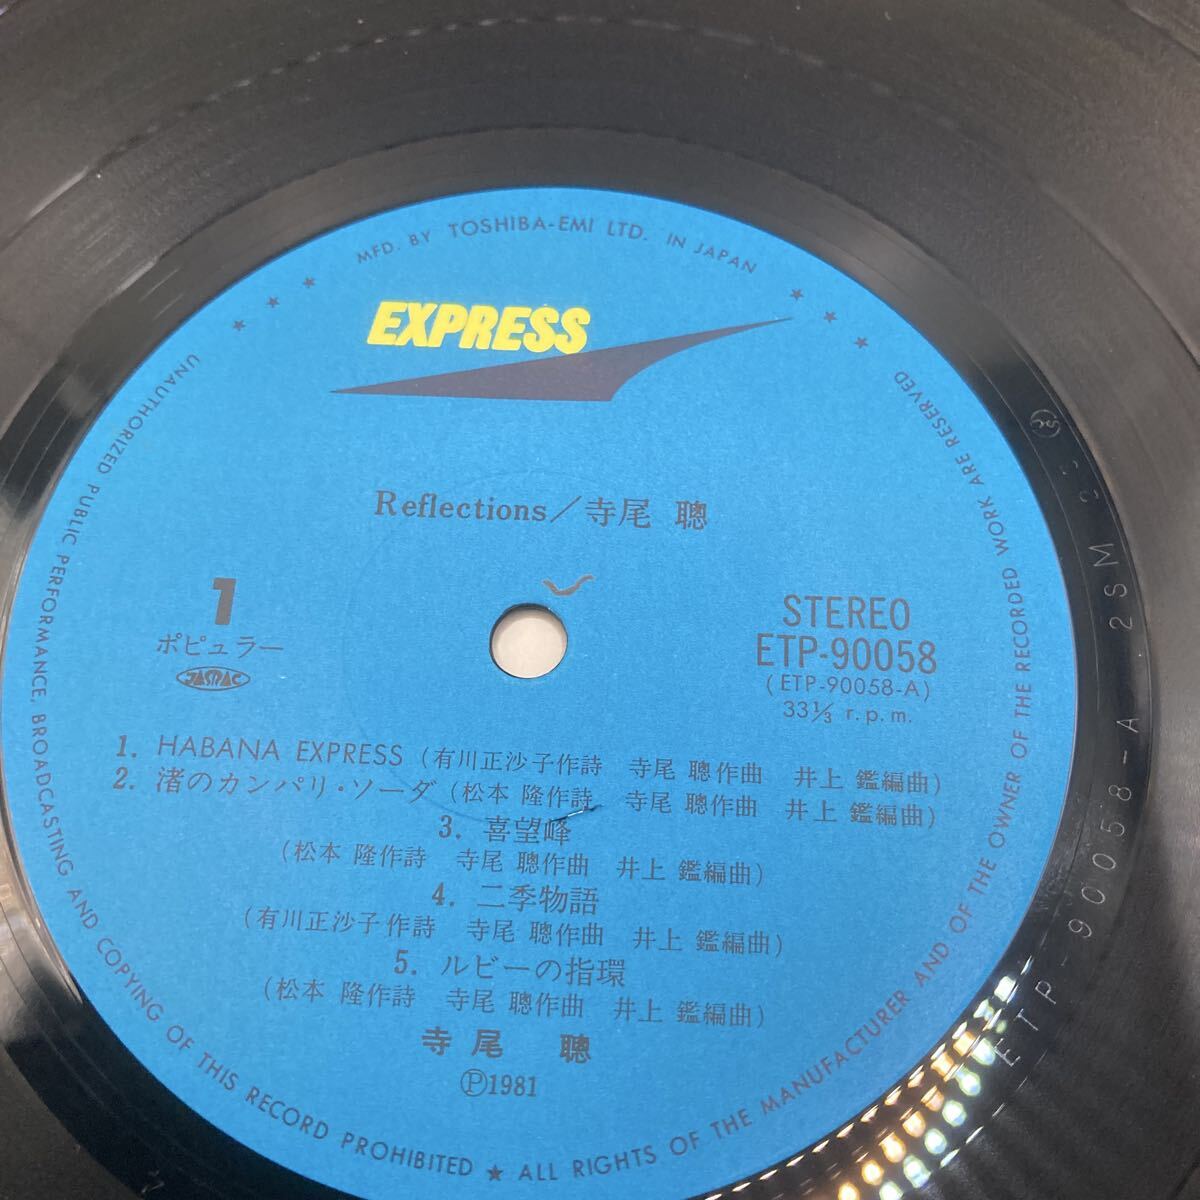 MFD. BY TOSHIBA-EMI LTD. IN JAPAN
EXPRESS
Reflections/寺尾 聰
1
ポピュラー
JASRAC
STEREO
ETP-90058
(ETP-90058-A)
33⅓ r.p.m.
1. HABANA EXPRESS (有川正沙子作詩 寺尾 聰作曲 井上 鑑編曲)
2. 渚のカンパリ・ソーダ (松本 隆作詩 寺尾 聰作曲 井上 鑑編曲)
3. 喜望峰
(松本 隆作詩 寺尾 聰作曲 井上 鑑編曲)
4. 二季物語
(有川正沙子作詩 寺尾 聰作曲 井上 鑑編曲)
5. ルビーの指環
(松本 隆作詩 寺尾 聰作曲 井上 鑑編曲)
寺尾 聰
Ⓟ1981
UNAUTHORIZED PUBLIC PERFORMANCE, BROADCASTING AND COPYING OF THIS RECORD PROHIBITED ★ ALL RIGHTS OF THE MANUFACTURER AND OF THE OWNER OF THE RECORDED WORK ARE RESERVED
ETP-90058-A 2SM 23